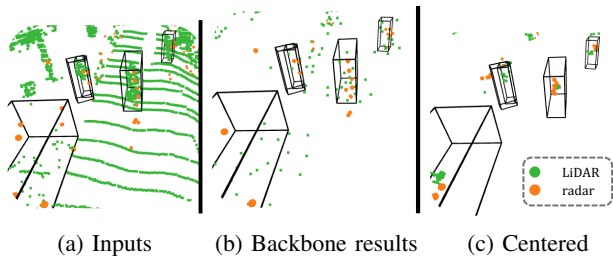 LiDAR
radar
(a) Inputs
(b) Backbone results
(c) Centered